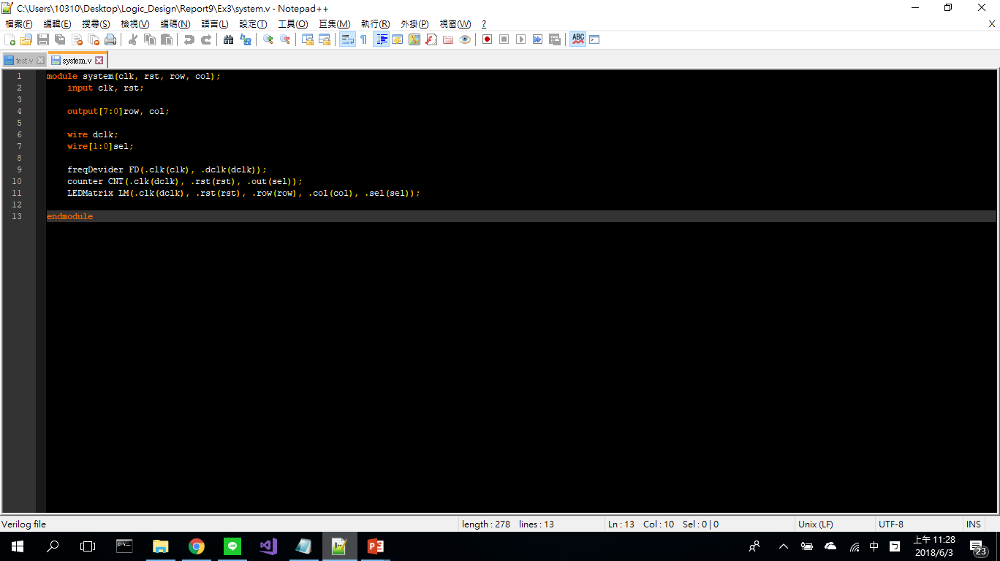 C:\Users\10310\Desktop\Logic_Design\Report9\Ex3\system.v - Notepad++
檔案(F) 編輯(E) 搜尋(S) 檢視(V) 編碼(N) 語言(L) 設定(T) 工具(O) 巨集(M) 執行(R) 外掛(P) 視窗(W) ? X
ABC
test.v system.v
1 module system(clk, rst, row, col);
2 input clk, rst;
3
4 output[7:0]row, col;
5
6 wire dclk;
7 wire[1:0]sel;
8
9 freqDevider FD(.clk(clk), .dclk(dclk));
10 counter CNT(.clk(dclk), .rst(rst), .out(sel));
11 LEDMatrix LM(.clk(dclk), .rst(rst), .row(row), .col(col), .sel(sel));
12
13 endmodule
Verilog file length : 278 lines : 13 Ln : 13 Col : 10 Sel : 0 | 0 Unix (LF) UTF-8 INS
中 上午 11:28
2018/6/3
23